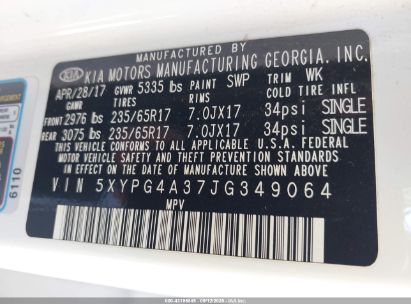 MANUFACTURED BY
KIA KIA MOTORS MANUFACTURING GEORGIA, INC.
APR/28/17 GVWR 5335 lbs PAINT SWP TRIM WK
GAWR TIRES RIMS COLD TIRE INFL
FRONT 2976 lbs 235/65R17 7.0JX17 34psi SINGLE
REAR 3075 lbs 235/65R17 7.0JX17 34psi SINGLE
THIS VEHICLE CONFORMS TO ALL APPLICABLE U.S.A. FEDERAL
MOTOR VEHICLE SAFETY AND THEFT PREVENTION STANDARDS
IN EFFECT ON THE DATE OF MANUFACTURE SHOWN ABOVE.
VIN 5XYPG4A37JG349064
MPV
6110